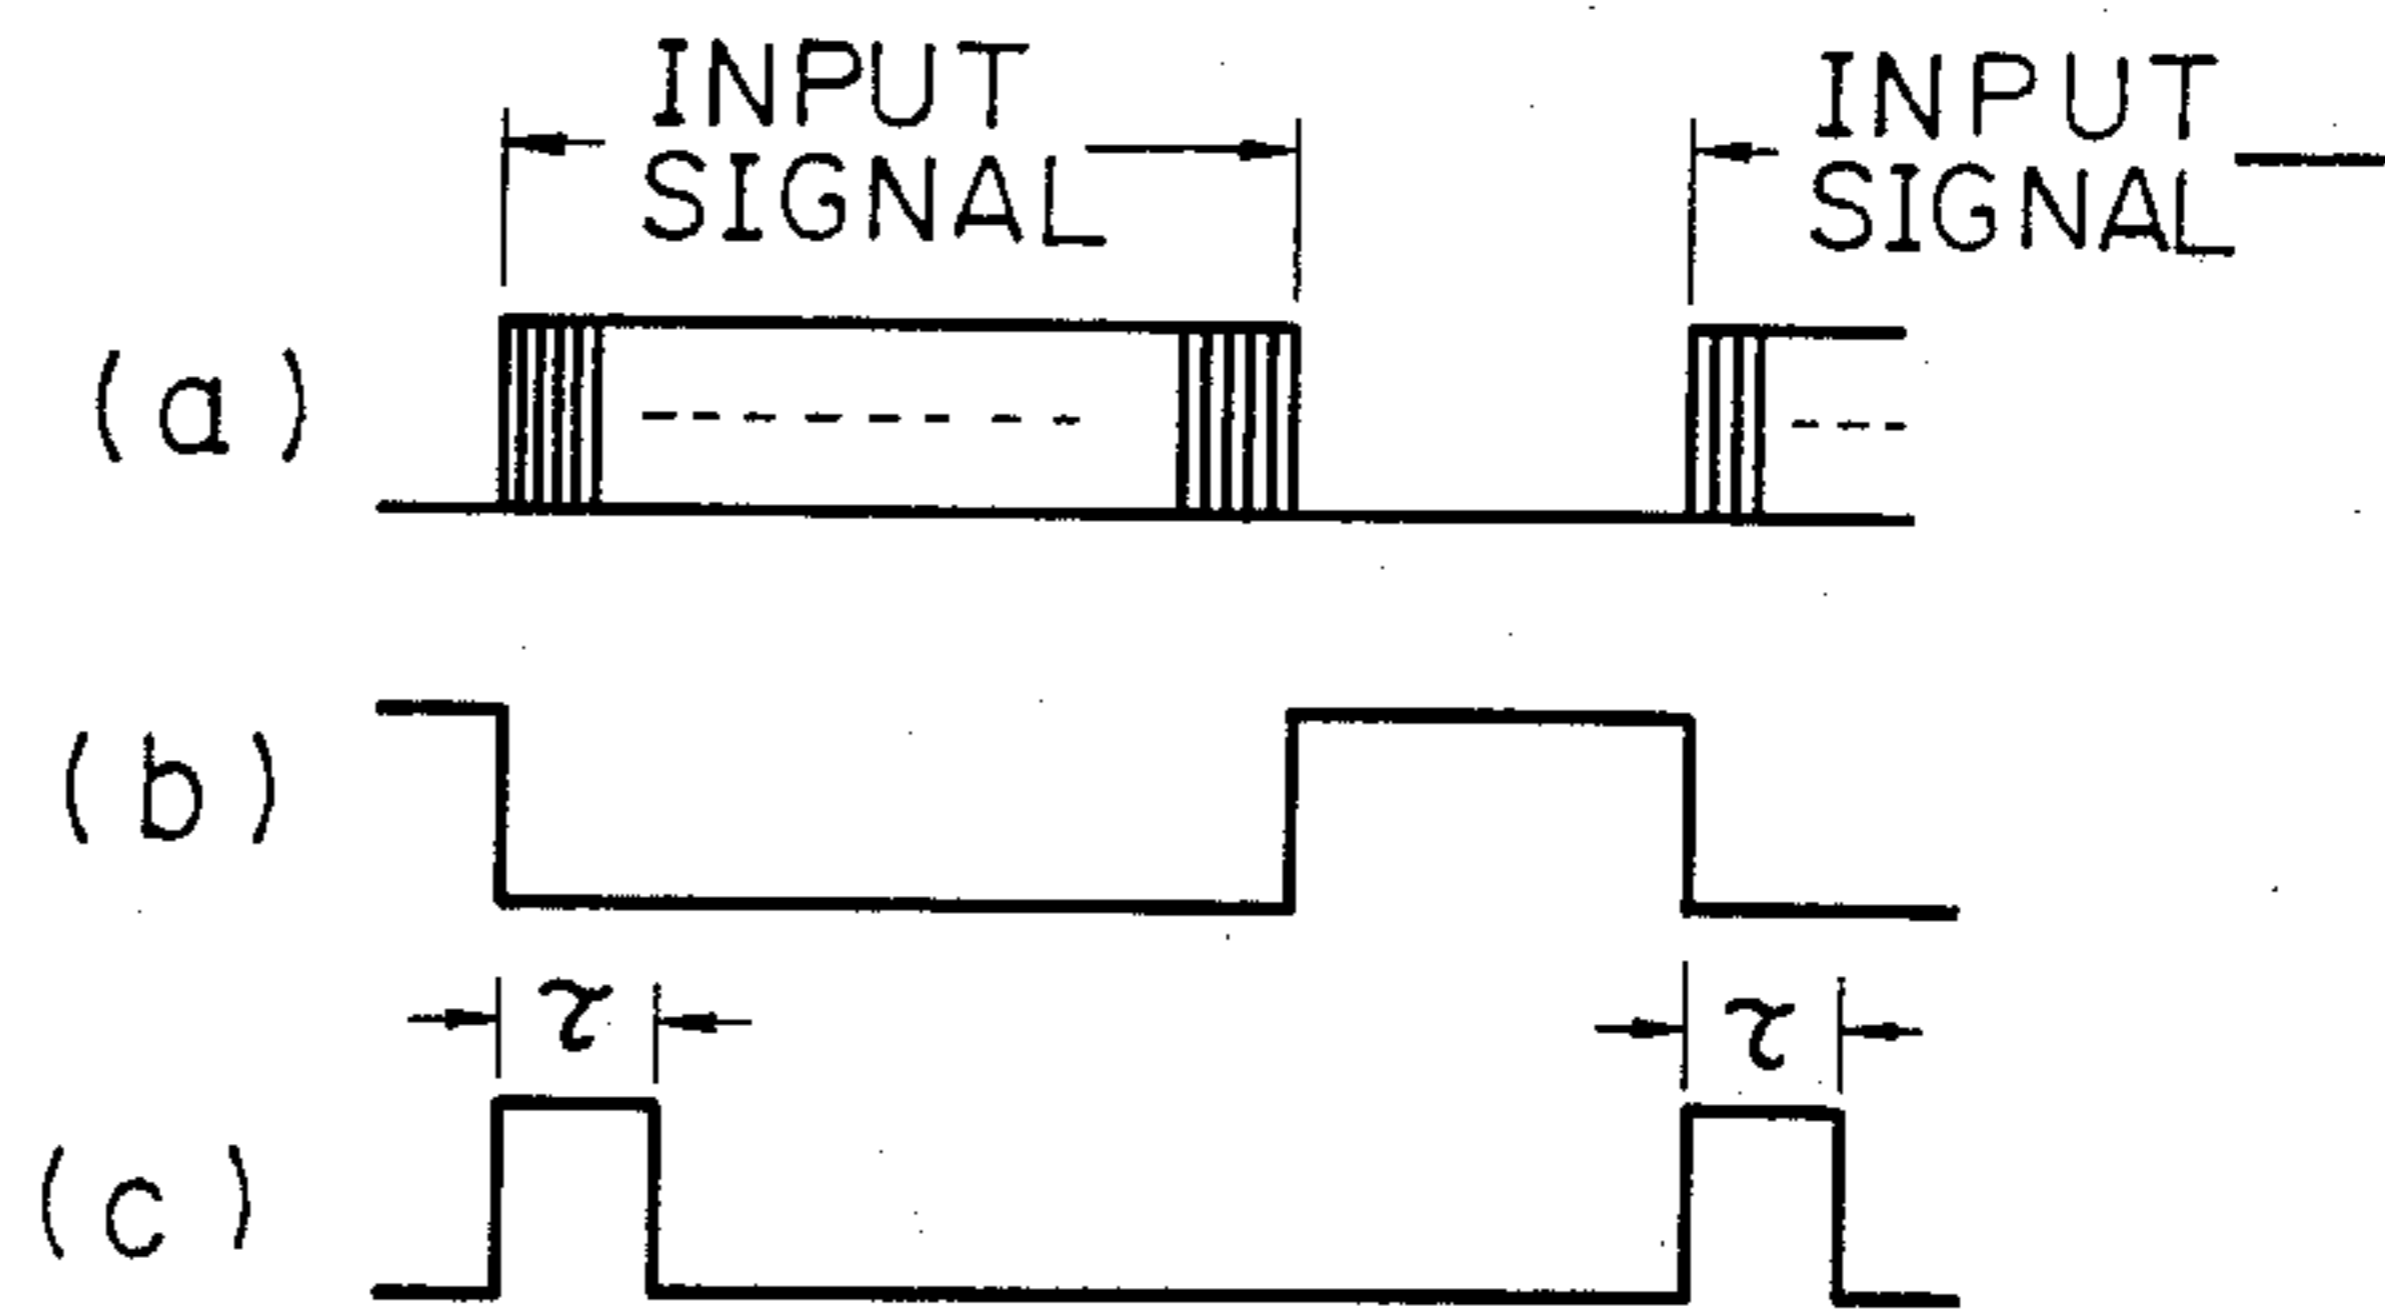 INPUT
SIGNAL
INPUT
SIGNAL
(a)
(b)
τ
τ
(c)